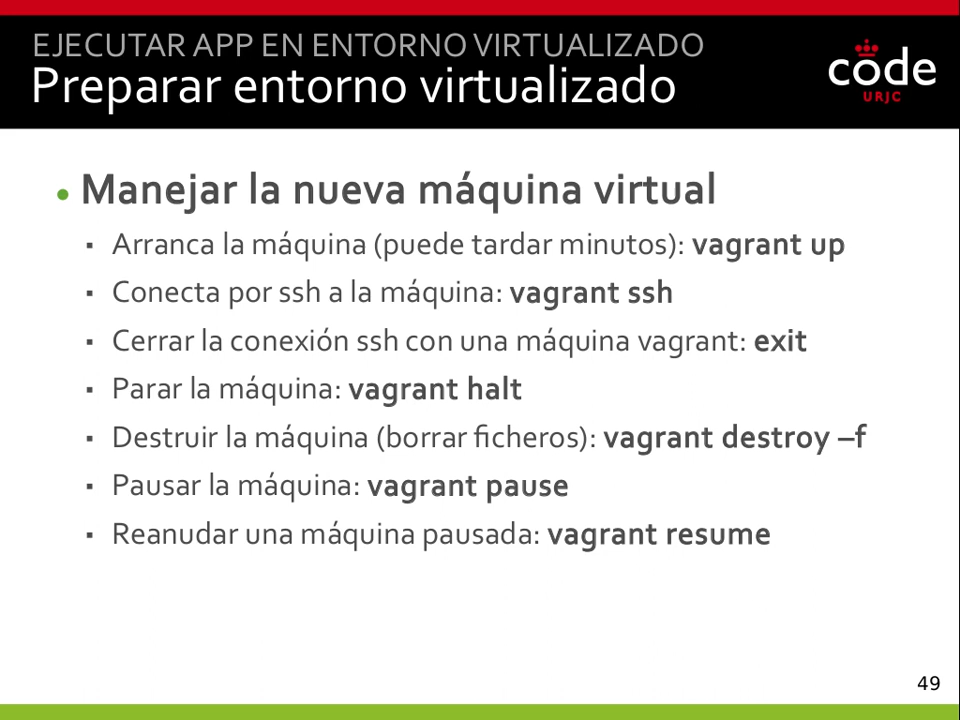 EJECUTAR APP EN ENTORNO VIRTUALIZADO
Preparar entorno virtualizado
code
URJC
• Manejar la nueva máquina virtual
▪ Arranca la máquina (puede tardar minutos): vagrant up
▪ Conecta por ssh a la máquina: vagrant ssh
▪ Cerrar la conexión ssh con una máquina vagrant: exit
▪ Parar la máquina: vagrant halt
▪ Destruir la máquina (borrar ficheros): vagrant destroy –f
▪ Pausar la máquina: vagrant pause
▪ Reanudar una máquina pausada: vagrant resume
49